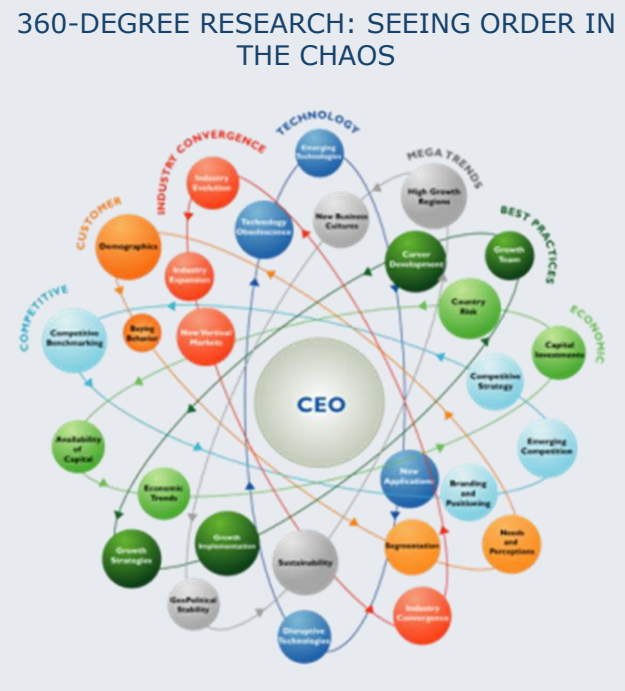 360-DEGREE RESEARCH: SEEING ORDER IN
THE CHAOS
TECHNOLOGY
INDUSTRY CONVERGENCE
MEGA TRENDS
CUSTOMER
BEST PRACTICES
COMPETITIVE
ECONOMIC
Emerging
Technologies
Industry
Evolution
High Growth
Regions
New Business
Cultures
Technology
Obsolescence
Demographics
Career
Development
Growth
Team
Industry
Expansion
Country
Risk
Buying
Behavior
New Vertical
Markets
Competitive
Benchmarking
Capital
Investments
Competitive
Strategy
CEO
Availability
of
Capital
Emerging
Competition
New
Applications
Branding
and
Positioning
Economic
Trends
Growth
Strategies
Growth
Implementation
Segmentation
Needs
and
Perceptions
Sustainability
GeoPolitical
Stability
Industry
Convergence
Disruptive
Technologies